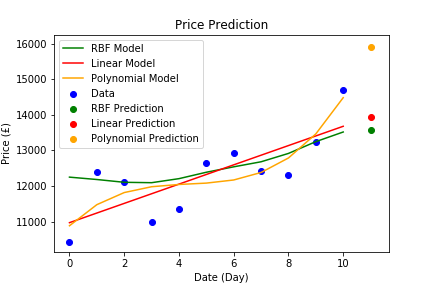 Price Prediction
16000
15000
14000
13000
12000
11000
Price (£)
RBF Model
Linear Model
Polynomial Model
Data
RBF Prediction
Linear Prediction
Polynomial Prediction
0 2 4 6 8 10
Date (Day)